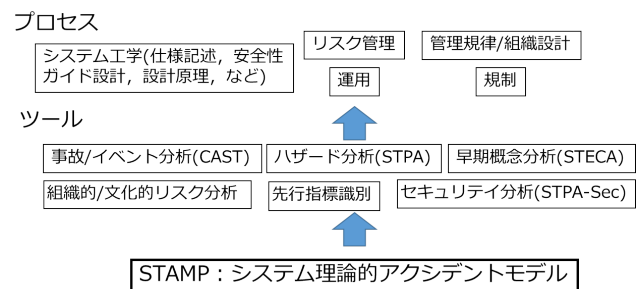 プロセス
システム工学(仕様記述，安全性
ガイド設計，設計原理，など)
リスク管理
管理規律/組織設計
運用
規制
ツール
事故/イベント分析(CAST)
ハザード分析(STPA)
早期概念分析(STECA)
組織的/文化的リスク分析
先行指標識別
セキュリテイ分析(STPA-Sec)
STAMP：システム理論的アクシデントモデル